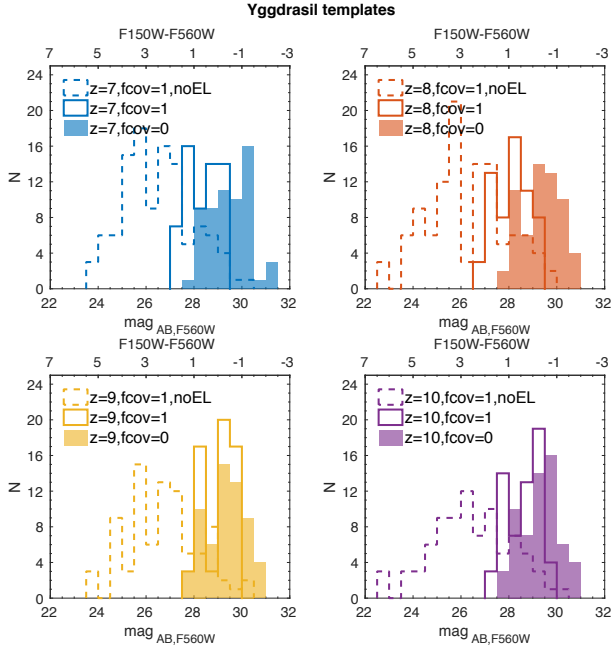 Yggdrasil templates
F150W-F560W
7 5 3 1 -1 -3
24
20
16
12
8
4
0
N
z=7,fcov=1,noEL
z=7,fcov=1
z=7,fcov=0
22 24 26 28 30 32
mag AB,F560W
F150W-F560W
7 5 3 1 -1 -3
24
20
16
12
8
4
0
N
z=8,fcov=1,noEL
z=8,fcov=1
z=8,fcov=0
22 24 26 28 30 32
mag AB,F560W
F150W-F560W
7 5 3 1 -1 -3
24
20
16
12
8
4
0
N
z=9,fcov=1,noEL
z=9,fcov=1
z=9,fcov=0
22 24 26 28 30 32
mag AB,F560W
F150W-F560W
7 5 3 1 -1 -3
24
20
16
12
8
4
0
N
z=10,fcov=1,noEL
z=10,fcov=1
z=10,fcov=0
22 24 26 28 30 32
mag AB,F560W